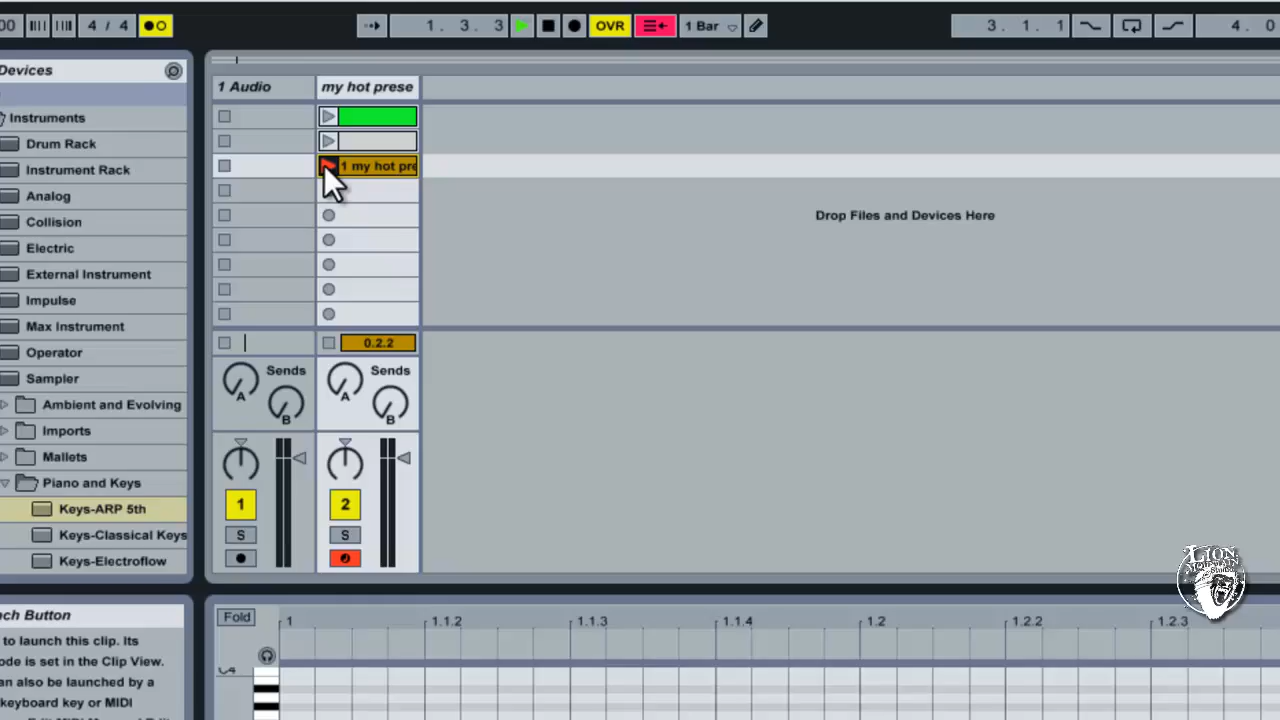 00
4 / 4
1. 3. 3
OVR
1 Bar
3. 1. 1
4. 0
Devices
Instruments
Drum Rack
Instrument Rack
Analog
Collision
Electric
External Instrument
Impulse
Max Instrument
Operator
Sampler
Ambient and Evolving
Imports
Mallets
Piano and Keys
Keys-ARP 5th
Keys-Classical Keys
Keys-Electroflow
1 Audio
my hot prese
1 my hot pre
Drop Files and Devices Here
0.2.2
Sends
A
B
Sends
A
B
1
2
S
S
nch Button
to launch this clip. Its
ode is set in the Clip View.
an also be launched by a
keyboard key or MIDI
Fold
1
1.1.2
1.1.3
1.1.4
1.2
1.2.2
1.2.3
LION
MOUNTAIN